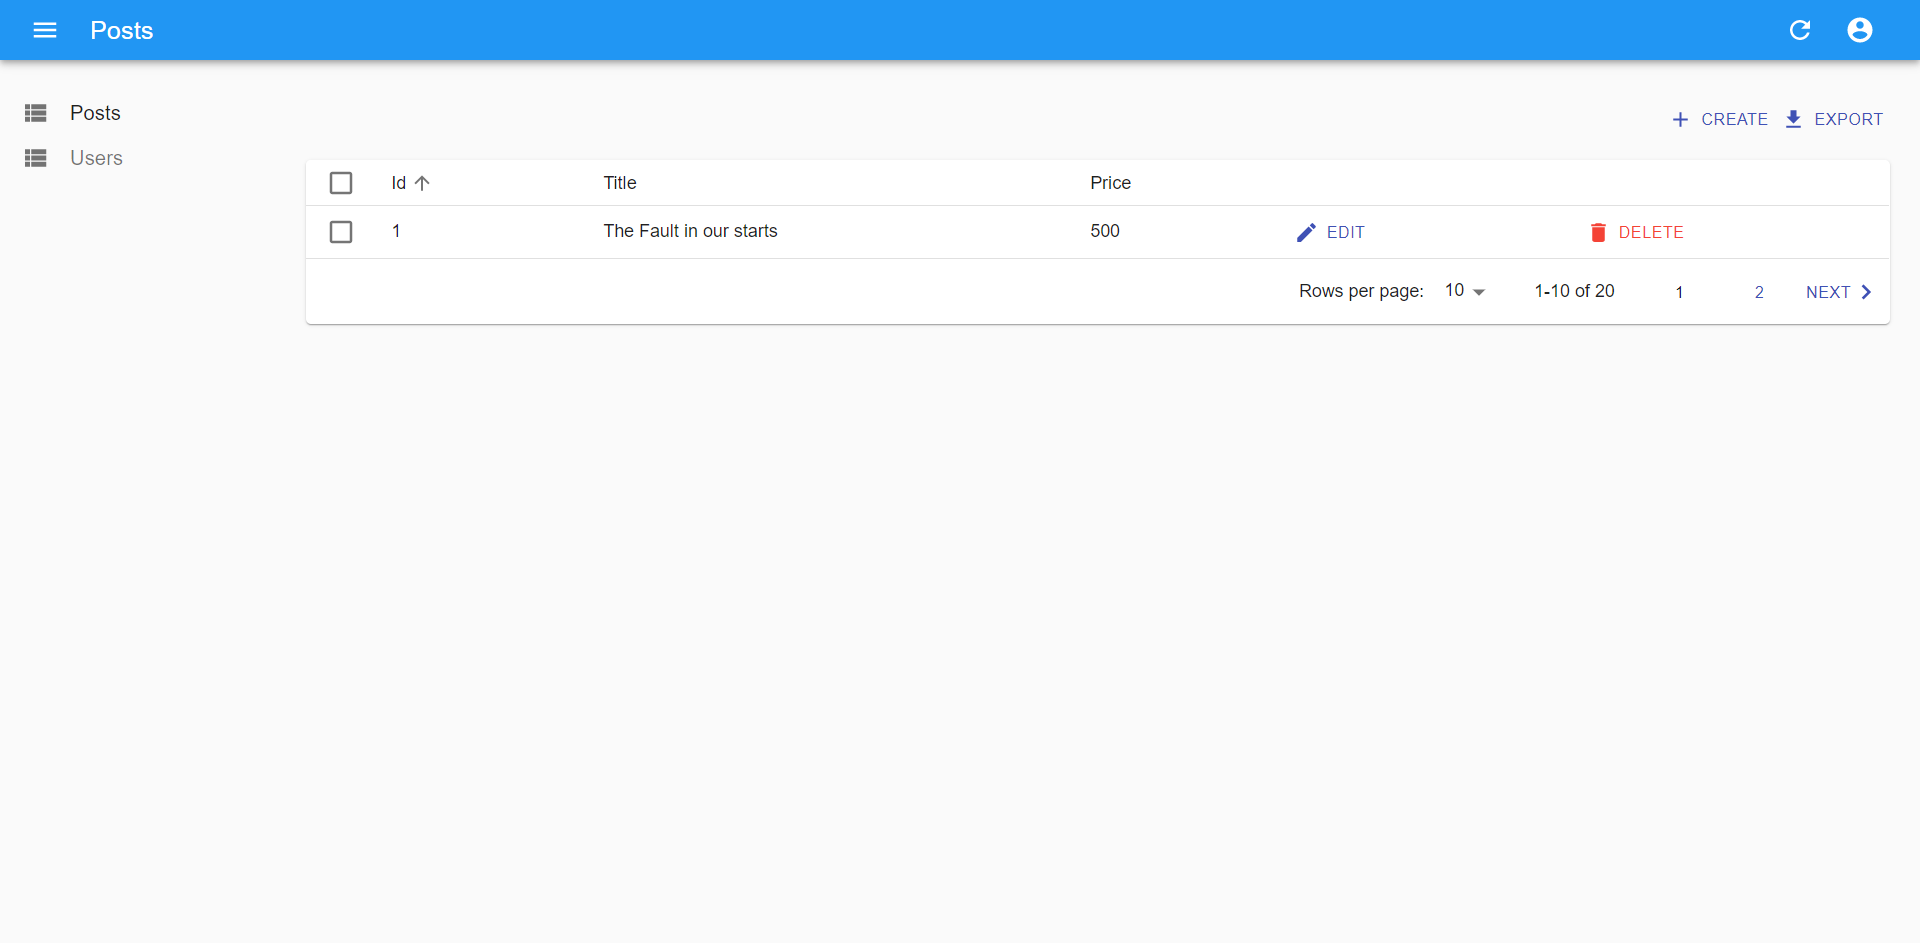 Posts
Posts
Users
CREATE EXPORT
Id Title Price
1 The Fault in our starts 500 EDIT DELETE
Rows per page: 10 1-10 of 20 1 2 NEXT